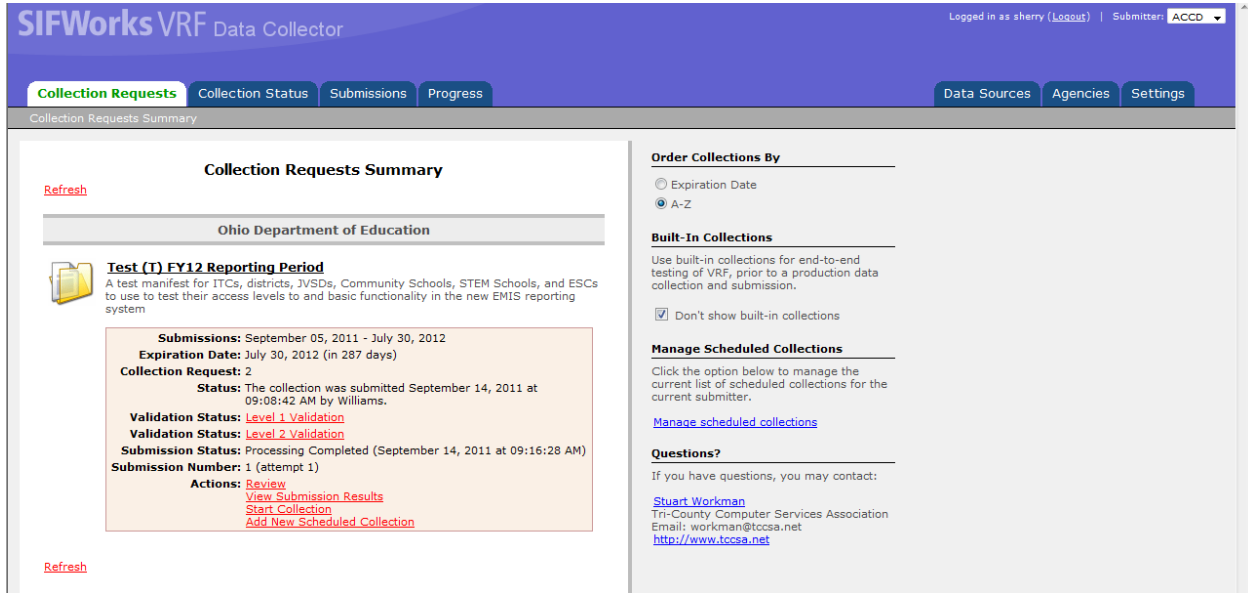 SIFWorks VRF Data Collector
Logged in as sherry (Logout) | Submitter: ACCD
Collection Requests Collection Status Submissions Progress Data Sources Agencies Settings
Collection Requests Summary
Collection Requests Summary
Refresh
Ohio Department of Education
Test (T) FY12 Reporting Period
A test manifest for ITCs, districts, JVSDs, Community Schools, STEM Schools, and ESCs
to use to test their access levels to and basic functionality in the new EMIS reporting
system
Submissions: September 05, 2011 - July 30, 2012
Expiration Date: July 30, 2012 (in 287 days)
Collection Request: 2
Status: The collection was submitted September 14, 2011 at
09:08:42 AM by Williams.
Validation Status: Level 1 Validation
Validation Status: Level 2 Validation
Submission Status: Processing Completed (September 14, 2011 at 09:16:28 AM)
Submission Number: 1 (attempt 1)
Actions: Review
View Submission Results
Start Collection
Add New Scheduled Collection
Refresh
Order Collections By
Expiration Date
A-Z
Built-In Collections
Use built-in collections for end-to-end
testing of VRF, prior to a production data
collection and submission.
Don't show built-in collections
Manage Scheduled Collections
Click the option below to manage the
current list of scheduled collections for the
current submitter.
Manage scheduled collections
Questions?
If you have questions, you may contact:
Stuart Workman
Tri-County Computer Services Association
Email: workman@tccsa.net
http://www.tccsa.net